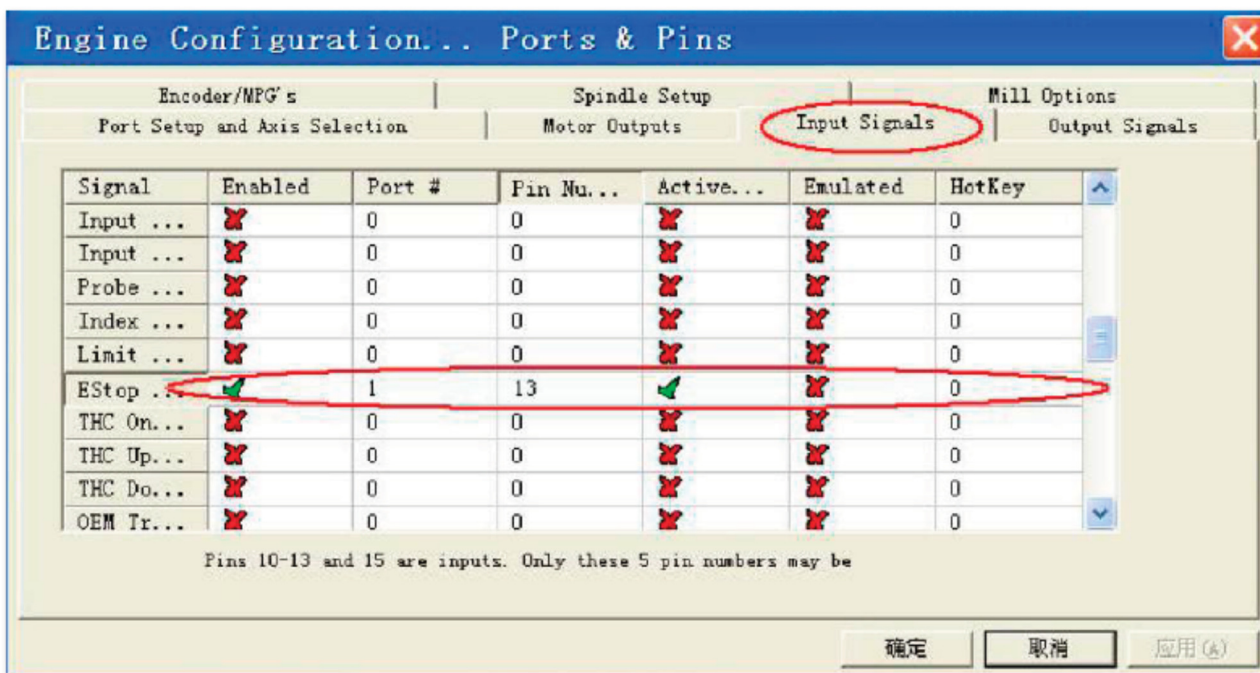 Engine Configuration... Ports & Pins
Encoder/MPG's Spindle Setup Mill Options
Port Setup and Axis Selection Motor Outputs Input Signals Output Signals
Signal Enabled Port # Pin Nu... Active... Emulated HotKey
Input ... 0 0 0
Input ... 0 0 0
Probe ... 0 0 0
Index ... 0 0 0
Limit ... 0 0 0
EStop ... 1 13 0
THC On... 0 0 0
THC Up... 0 0 0
THC Do... 0 0 0
OEM Tr... 0 0 0
Pins 10-13 and 15 are inputs. Only these 5 pin numbers may be
确定 取消 应用(A)